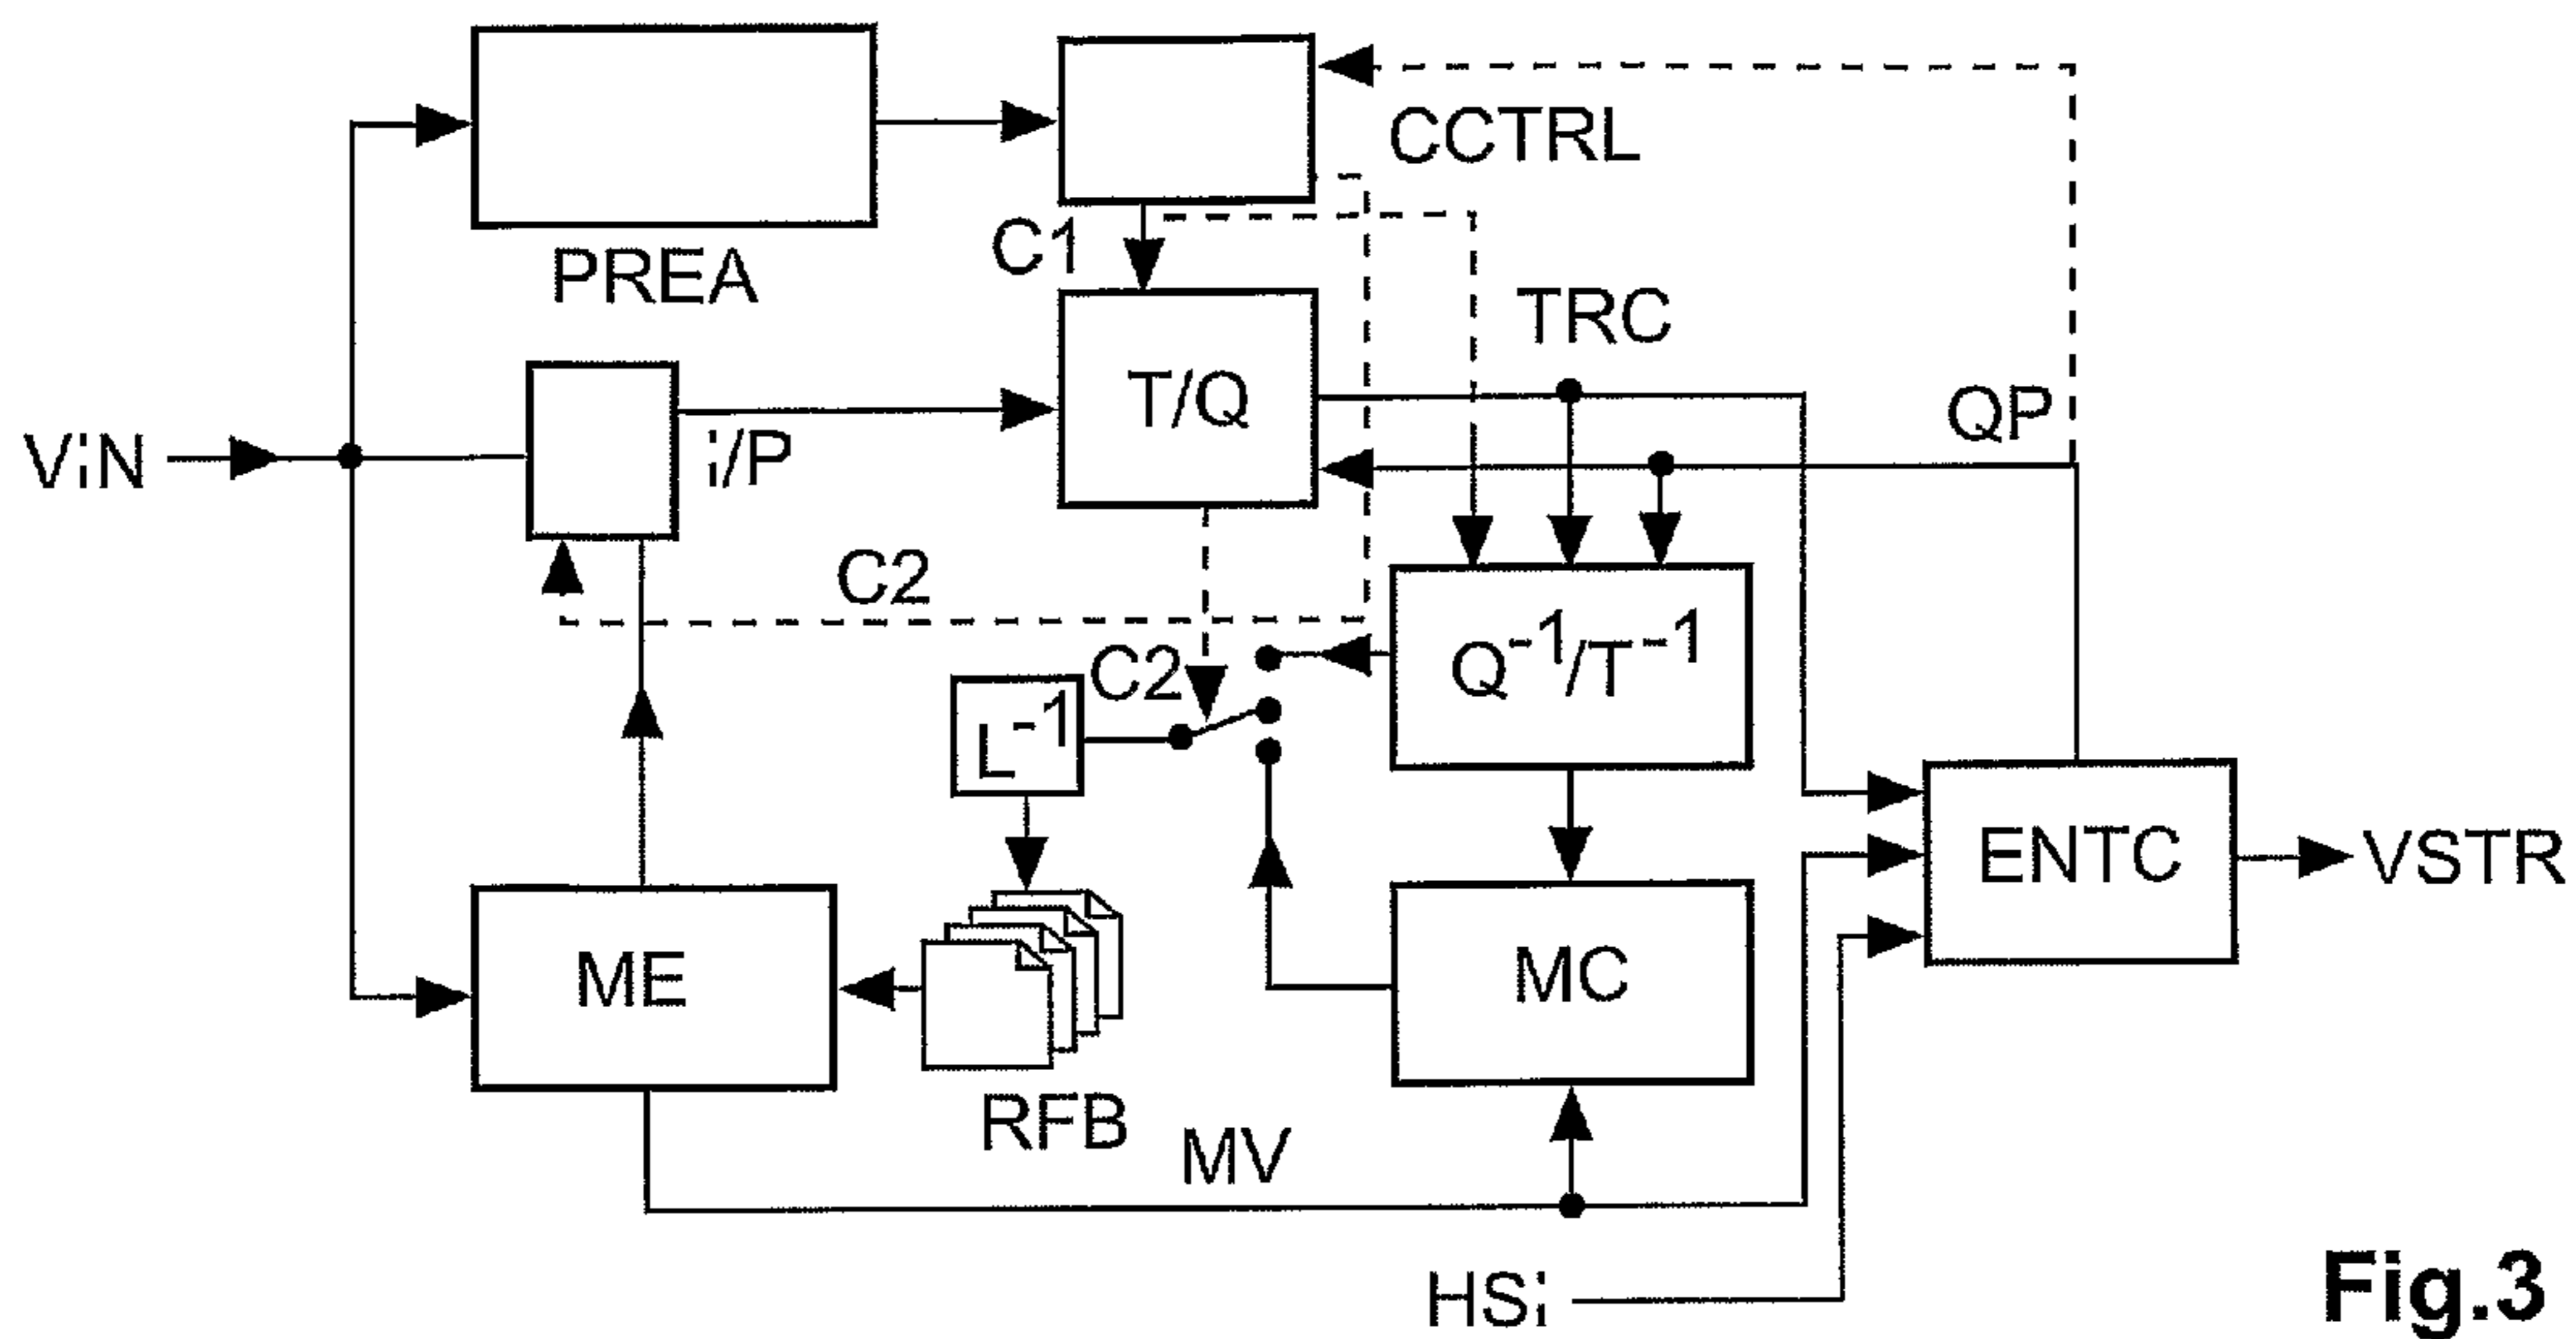 CCTRL
C1
PREA
TRC
T/Q
QP
ViN
i/P
C2
Q-1/T-1
C2
L-1
ENTC
VSTR
ME
MC
RFB
MV
HSi
Fig.3